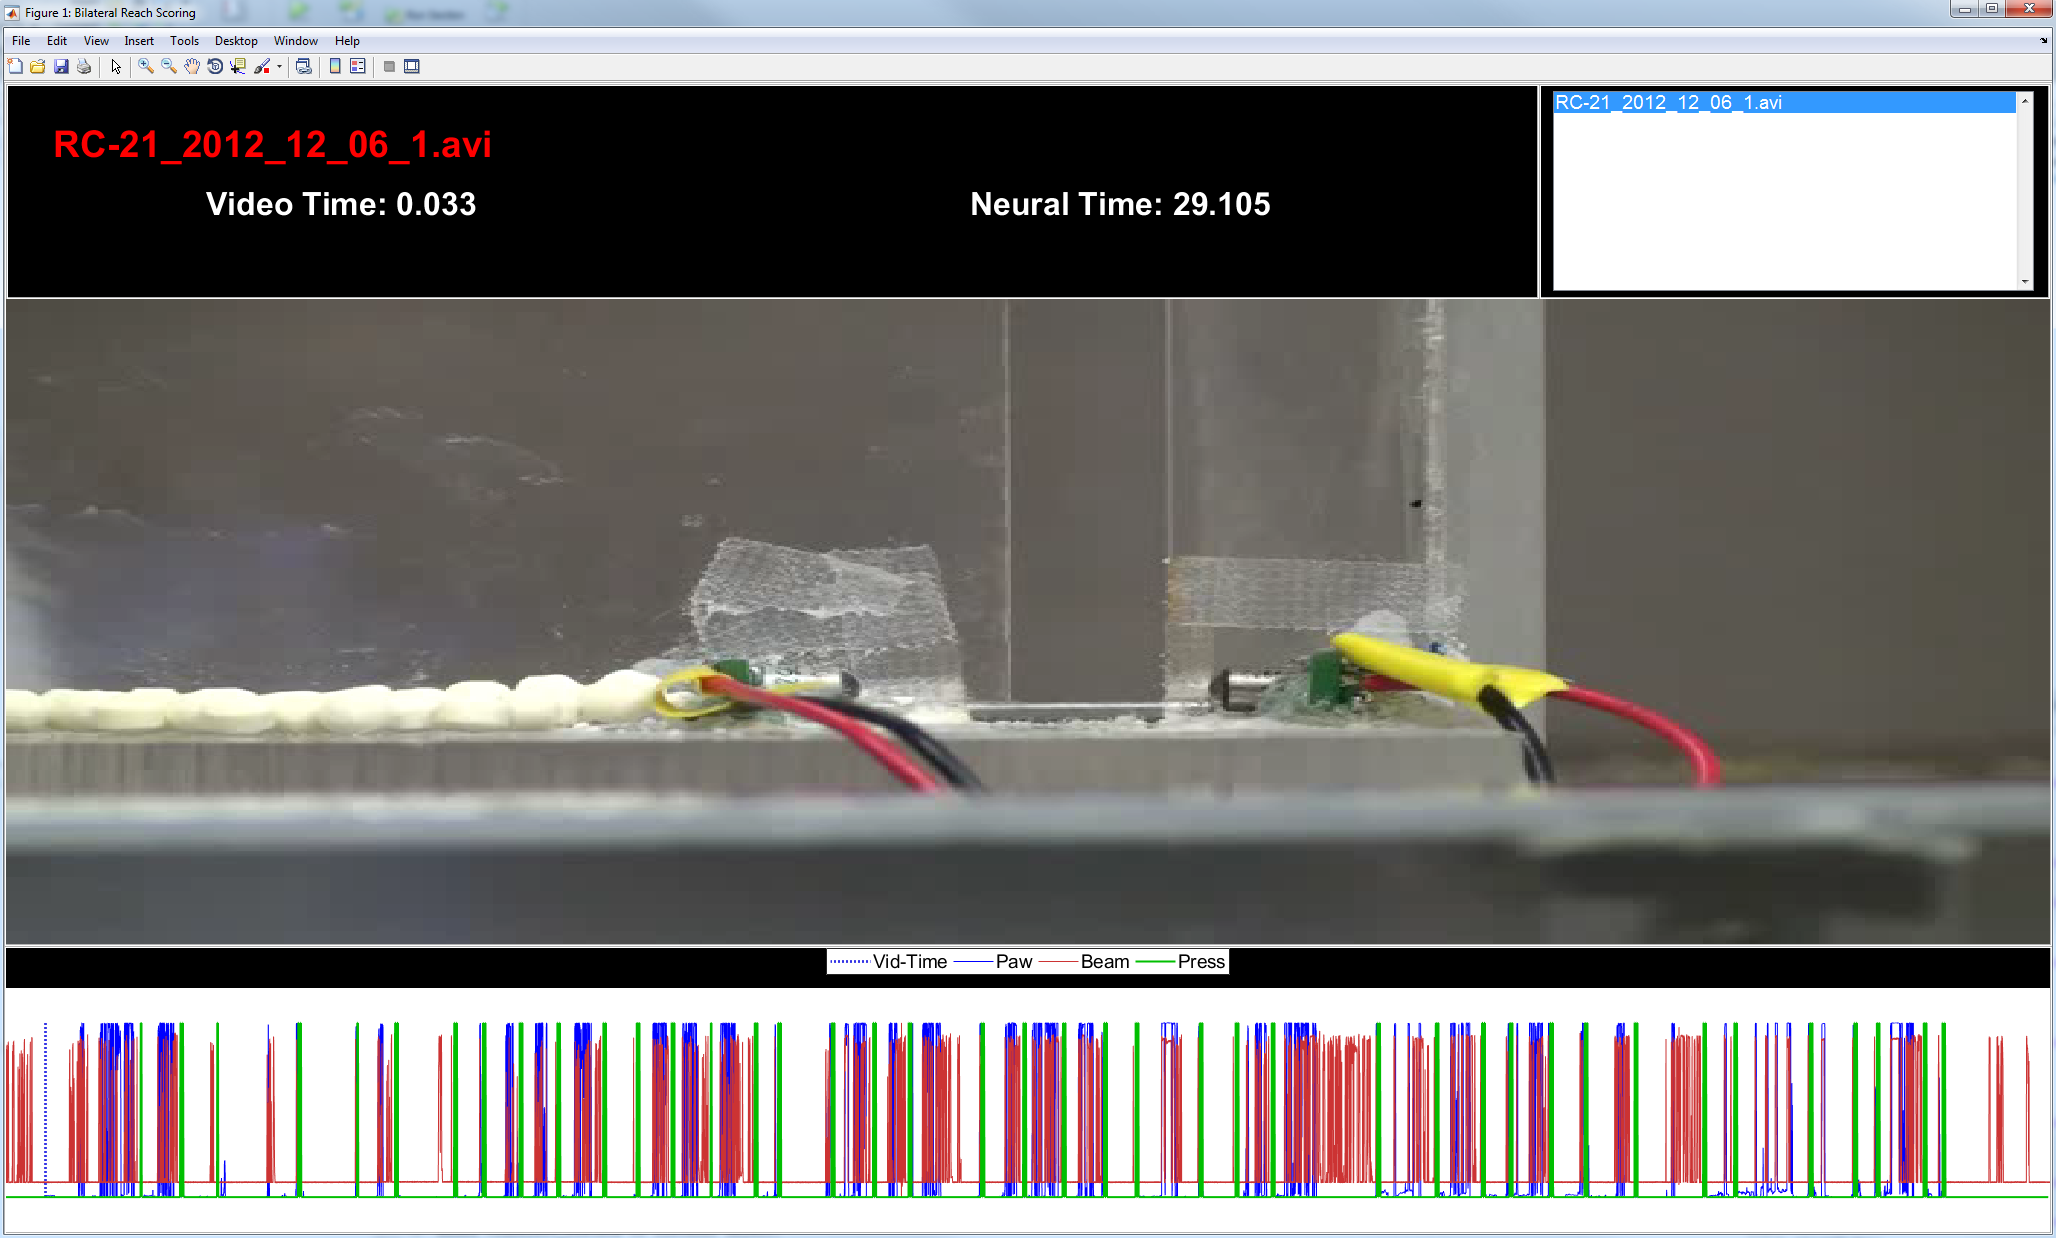 Figure 1: Bilateral Reach Scoring
File Edit View Insert Tools Desktop Window Help
RC-21_2012_12_06_1.avi
RC-21_2012_12_06_1.avi
Video Time: 0.033
Neural Time: 29.105
Vid-Time Paw Beam Press